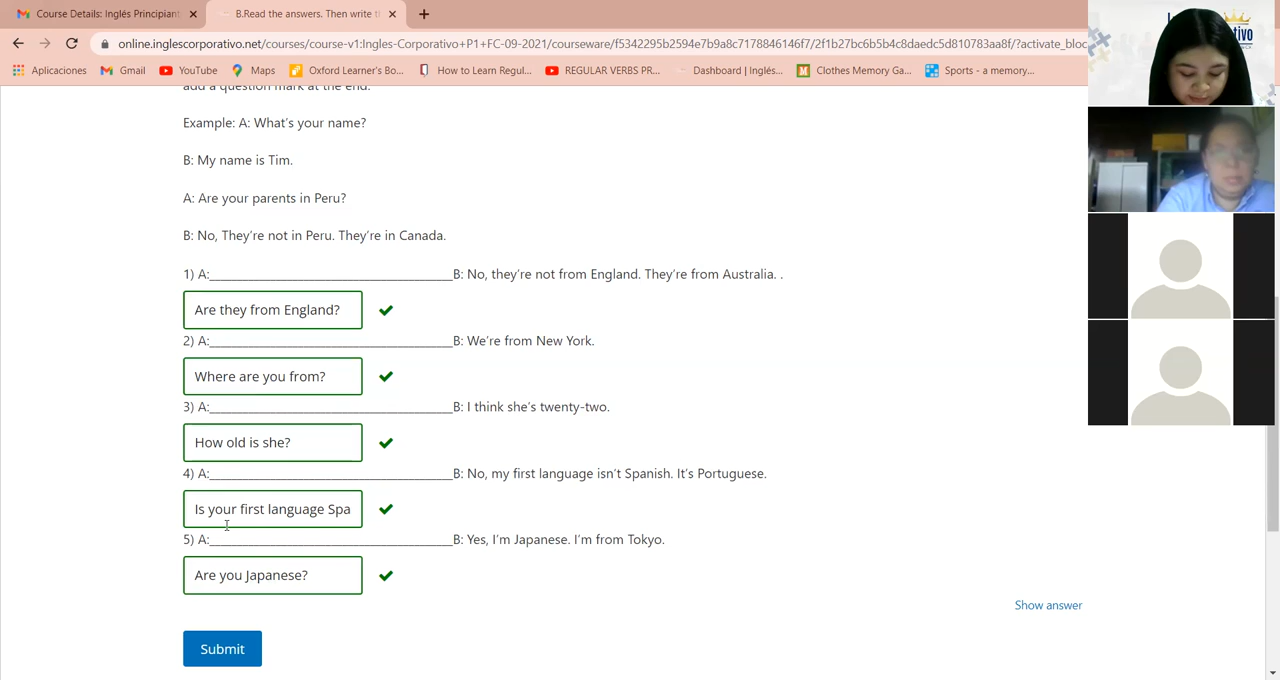 Course Details: Inglés Principiant
B.Read the answers. Then write t
online.inglescorporativo.net/courses/course-v1:Ingles-Corporativo+P1+FC-09-2021/courseware/f5342295b2594e7b9a8c7178846146f7/2f1b27bc6b5b4c8daedc5d810783aa8f/?activate_bloc
Aplicaciones Gmail YouTube Maps Oxford Learner's Bo... How to Learn Regul... REGULAR VERBS PR... Dashboard | Inglés... Clothes Memory Ga... Sports - a memory...
add a question mark at the end.
Example: A: What's your name?
B: My name is Tim.
A: Are your parents in Peru?
B: No, They're not in Peru. They're in Canada.
1) A:______________________________B: No, they're not from England. They're from Australia. .
Are they from England?
2) A:______________________________B: We're from New York.
Where are you from?
3) A:______________________________B: I think she's twenty-two.
How old is she?
4) A:______________________________B: No, my first language isn't Spanish. It's Portuguese.
Is your first language Spa
5) A:______________________________B: Yes, I'm Japanese. I'm from Tokyo.
Are you Japanese?
Show answer
Submit